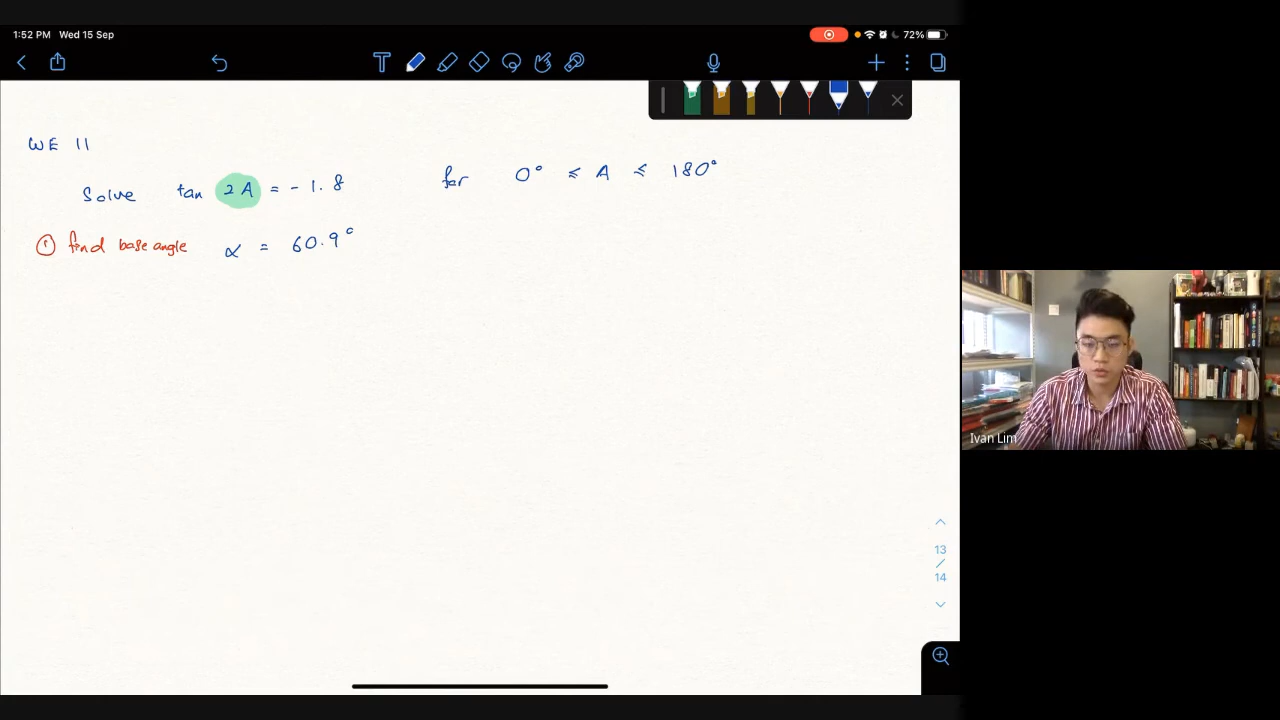 1:52 PM Wed 15 Sep
72%
WE 11
Solve tan 2A = - 1.8 for 0° ≤ A ≤ 180°
① find base angle α = 60.9°
Ivan Lim
13
/
14